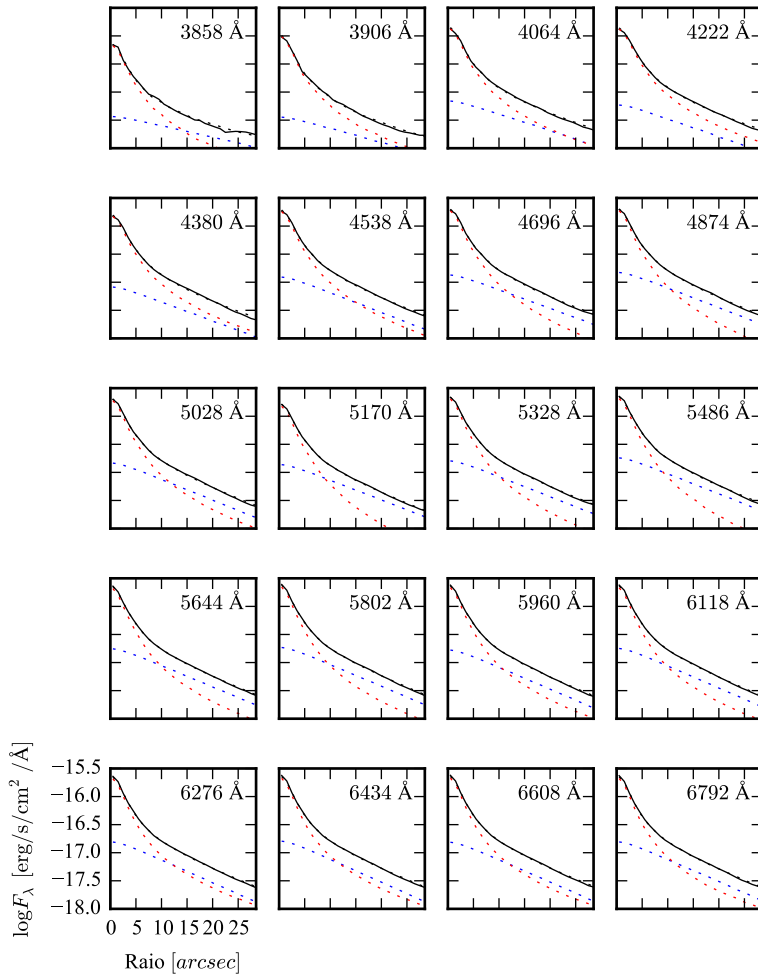 3858 Å
3906 Å
4064 Å
4222 Å
4380 Å
4538 Å
4696 Å
4874 Å
5028 Å
5170 Å
5328 Å
5486 Å
5644 Å
5802 Å
5960 Å
6118 Å
6276 Å
6434 Å
6608 Å
6792 Å
−15.5
−16.0
−16.5
−17.0
−17.5
−18.0
logF_λ [erg/s/cm² /Å]
0 5 10 15 20 25
Raio [arcsec]